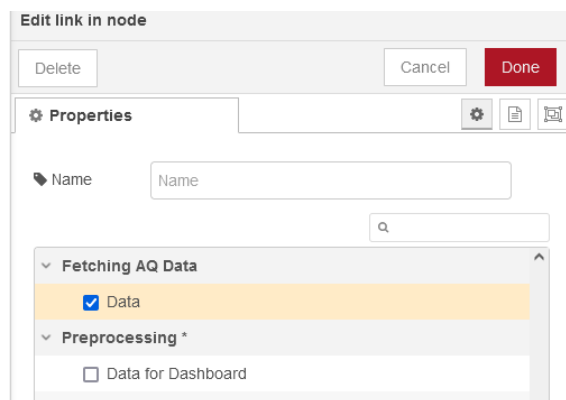 Edit link in node
Delete Cancel Done
Properties
Name Name
Fetching AQ Data
Data
Preprocessing *
Data for Dashboard